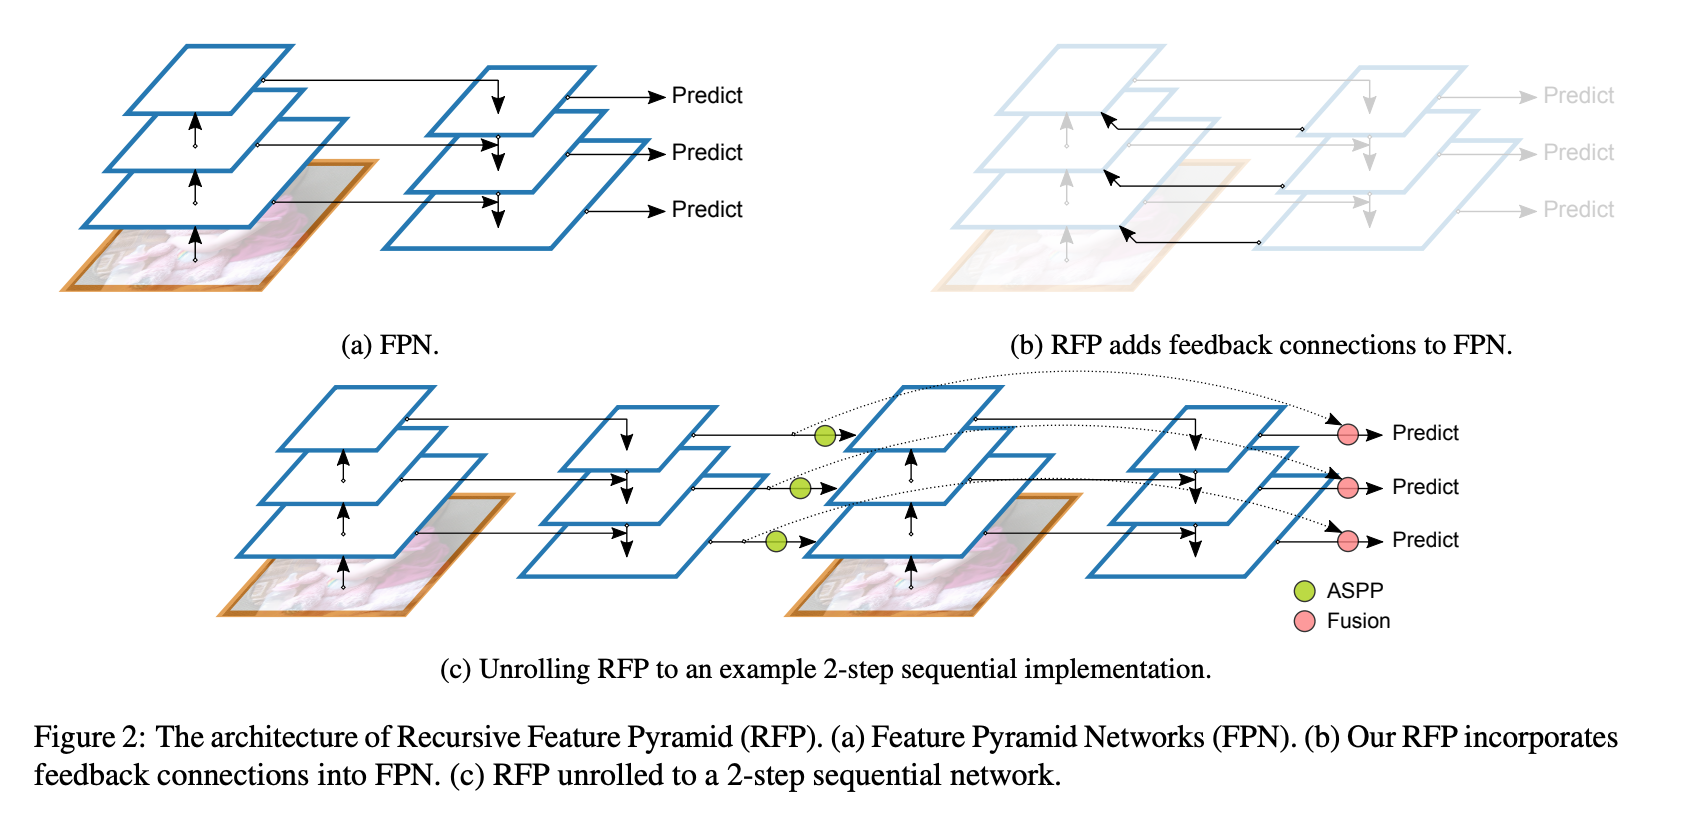 Predict
Predict
Predict
(a) FPN.
Predict
Predict
Predict
(b) RFP adds feedback connections to FPN.
Predict
Predict
Predict
ASPP
Fusion
(c) Unrolling RFP to an example 2-step sequential implementation.
Figure 2: The architecture of Recursive Feature Pyramid (RFP). (a) Feature Pyramid Networks (FPN). (b) Our RFP incorporates
feedback connections into FPN. (c) RFP unrolled to a 2-step sequential network.